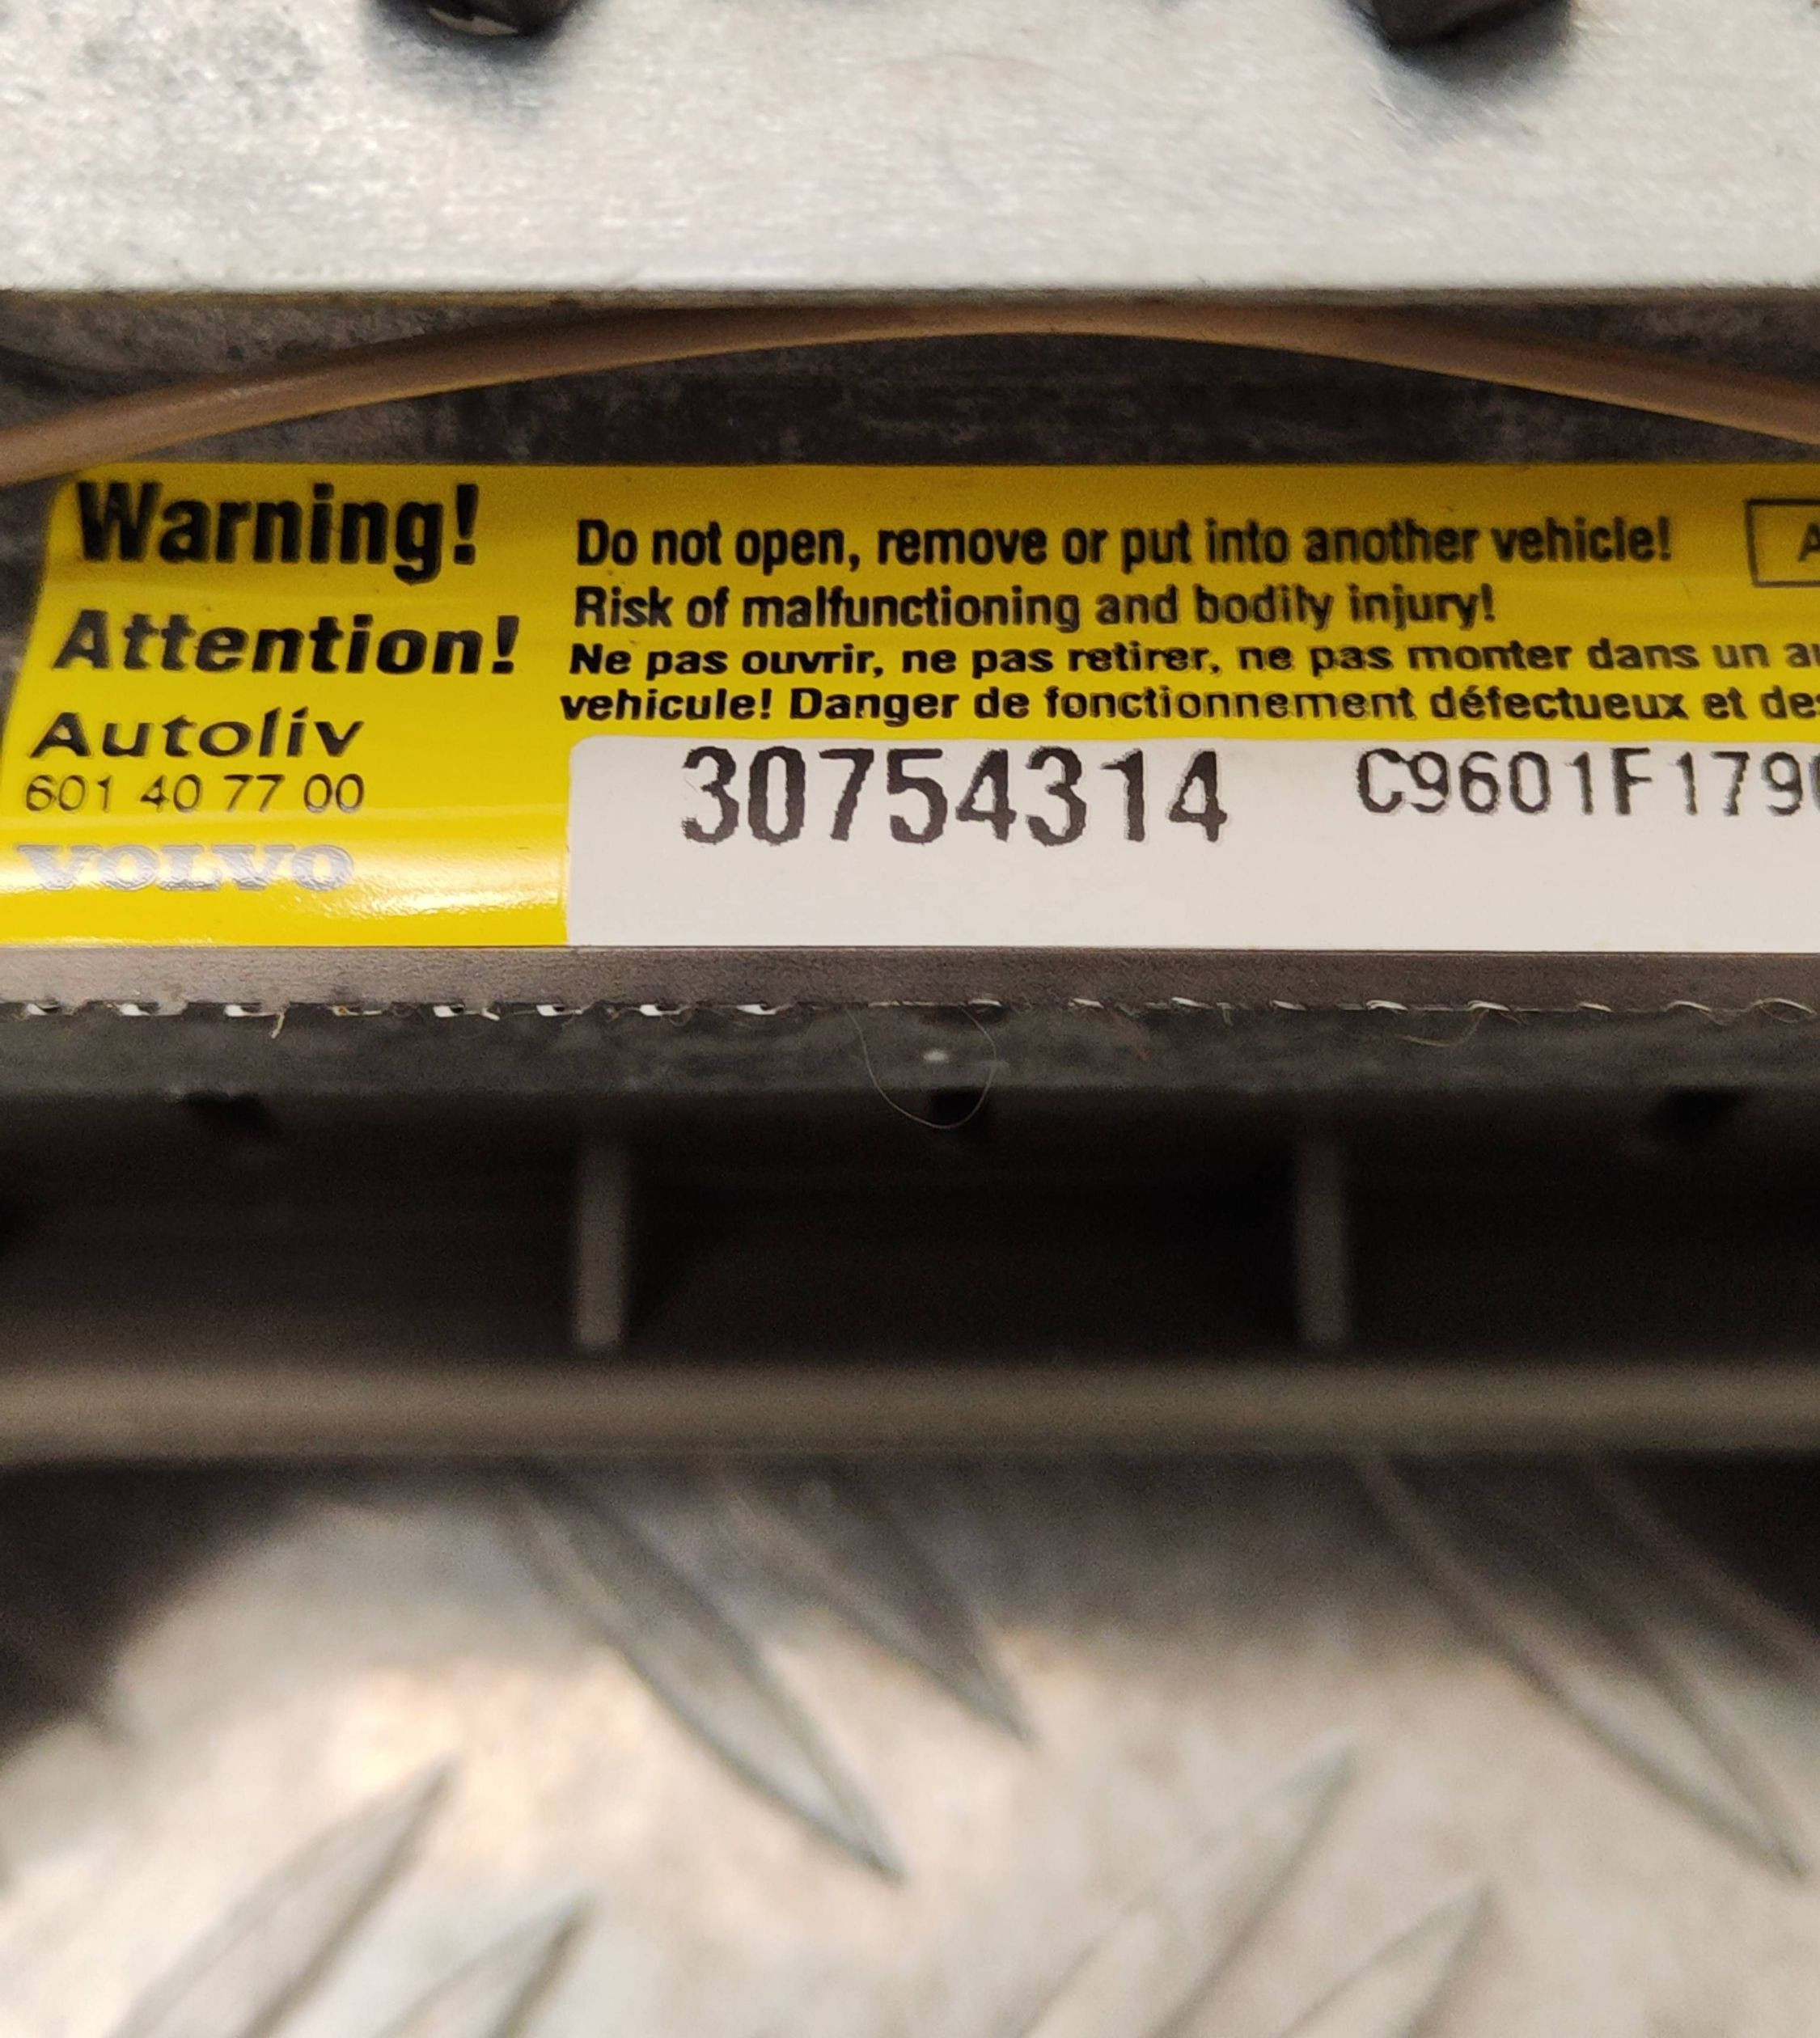 Warning!
Attention!
Autoliv
601 40 77 00
VOLVO
Do not open, remove or put into another vehicle!
Risk of malfunctioning and bodily injury!
Ne pas ouvrir, ne pas retirer, ne pas monter dans un
vehicule! Danger de fonctionnement défectueux et
30754314 C9601F179